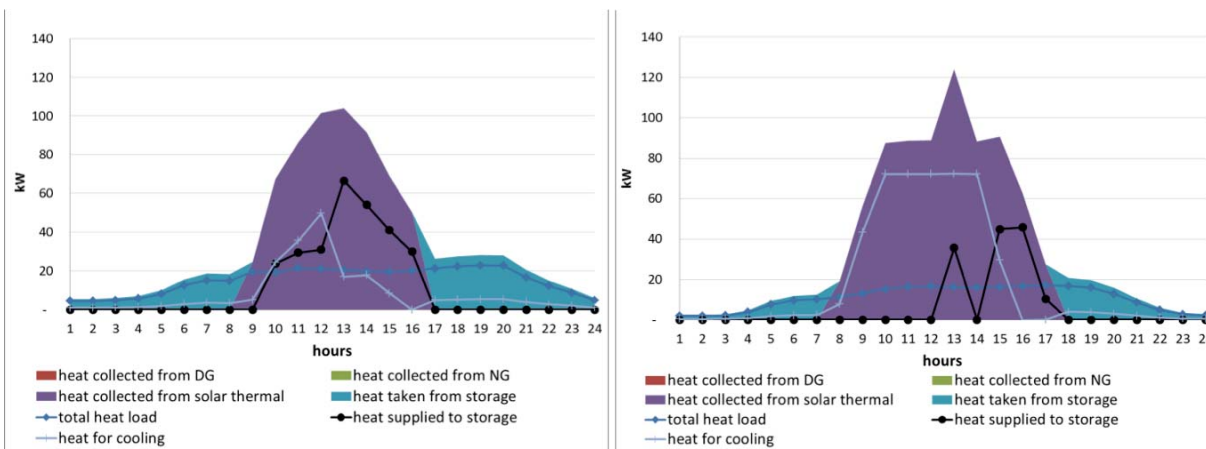 140
120
100
80
60
40
20
-
kW
1 2 3 4 5 6 7 8 9 10 11 12 13 14 15 16 17 18 19 20 21 22 23 24
hours
heat collected from DG heat collected from NG
heat collected from solar thermal heat taken from storage
total heat load heat supplied to storage
heat for cooling
140
120
100
80
60
40
20
-
kW
1 2 3 4 5 6 7 8 9 10 11 12 13 14 15 16 17 18 19 20 21 22 23 2
hours
heat collected from DG heat collected from NG
heat collected from solar thermal heat taken from storage
total heat load heat supplied to storage
heat for cooling